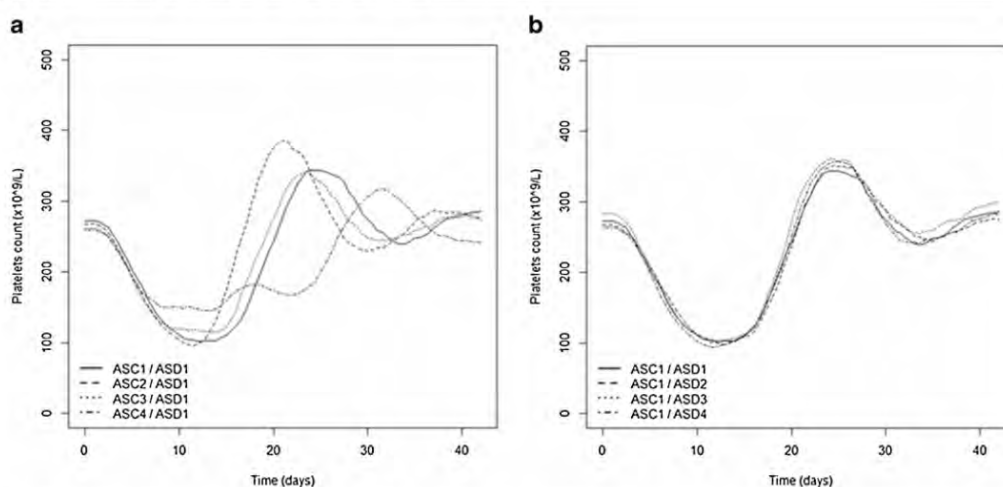 a
b
Platelets count (x10^9/L)
500
400
300
200
100
0
ASC1 / ASD1
ASC2 / ASD1
ASC3 / ASD1
ASC4 / ASD1
0
10
20
30
40
Time (days)
Platelets count (x10^9/L)
500
400
300
200
100
0
ASC1 / ASD1
ASC1 / ASD2
ASC1 / ASD3
ASC1 / ASD4
0
10
20
30
40
Time (days)